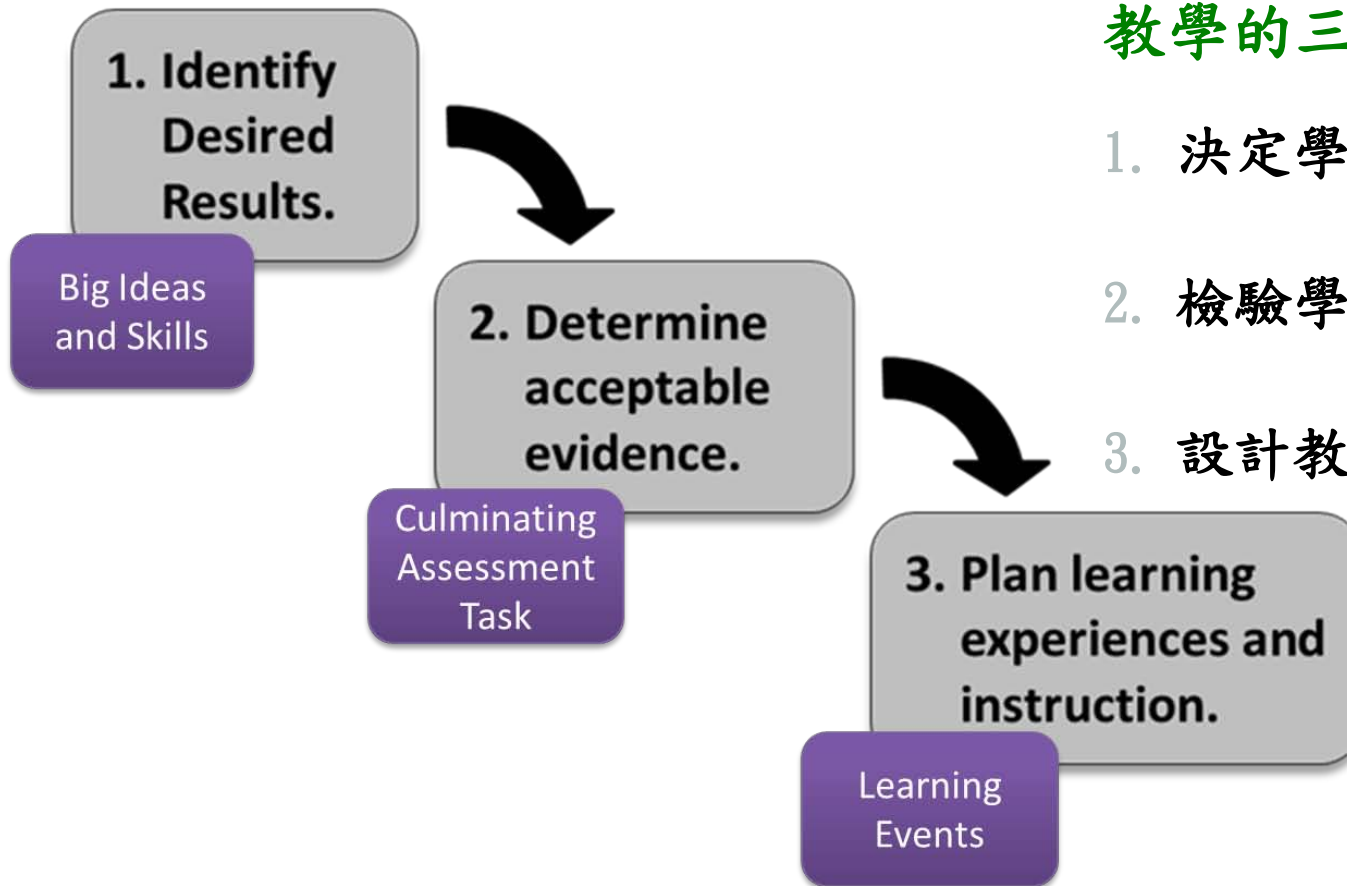 1. Identify
Desired
Results.
Big Ideas
and Skills
2. Determine
acceptable
evidence.
Culminating
Assessment
Task
3. Plan learning
experiences and
instruction.
Learning
Events
教學的三
1. 決定學
2. 檢驗學
3. 設計教